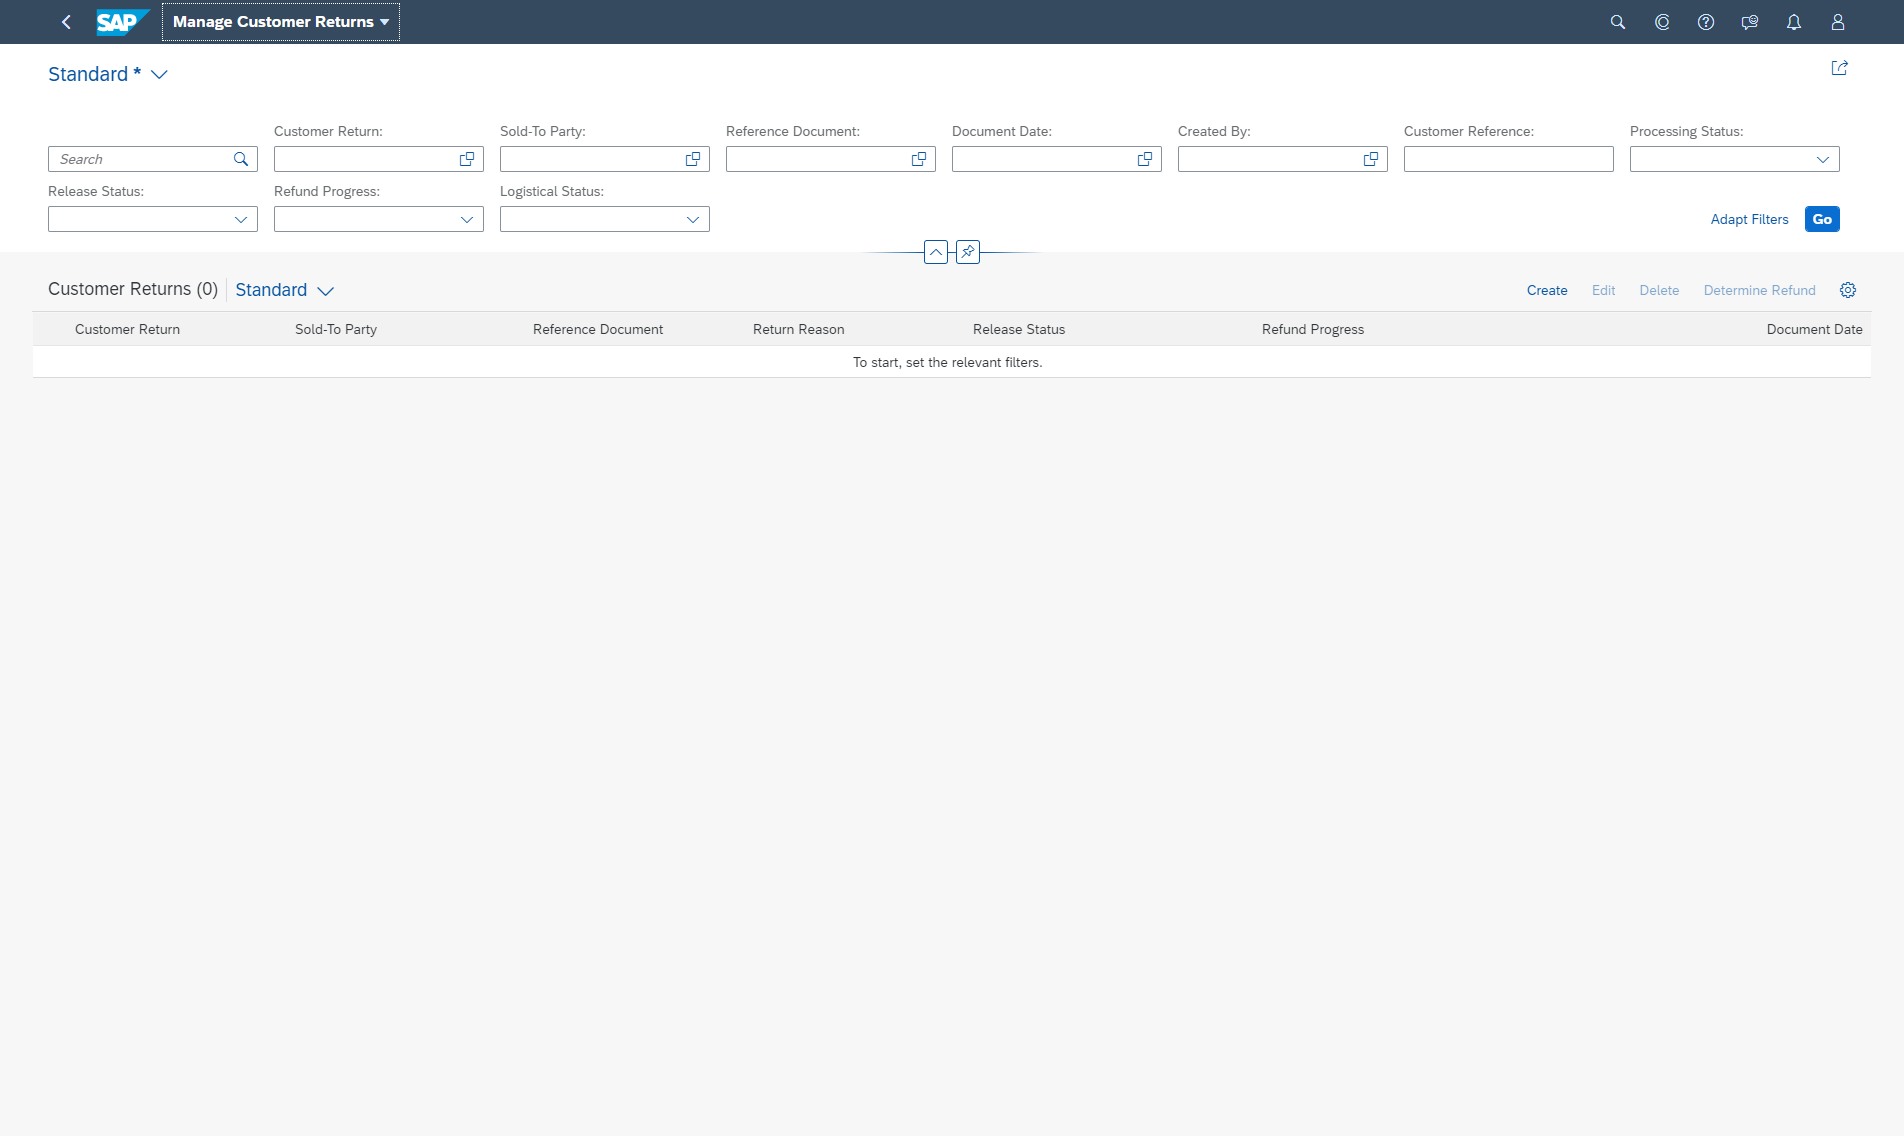 SAP Manage Customer Returns
Standard *
Customer Return: Sold-To Party: Reference Document: Document Date: Created By: Customer Reference: Processing Status:
Search
Release Status: Refund Progress: Logistical Status:
Adapt Filters Go
Customer Returns (0) Standard Create Edit Delete Determine Refund
Customer Return Sold-To Party Reference Document Return Reason Release Status Refund Progress Document Date
To start, set the relevant filters.